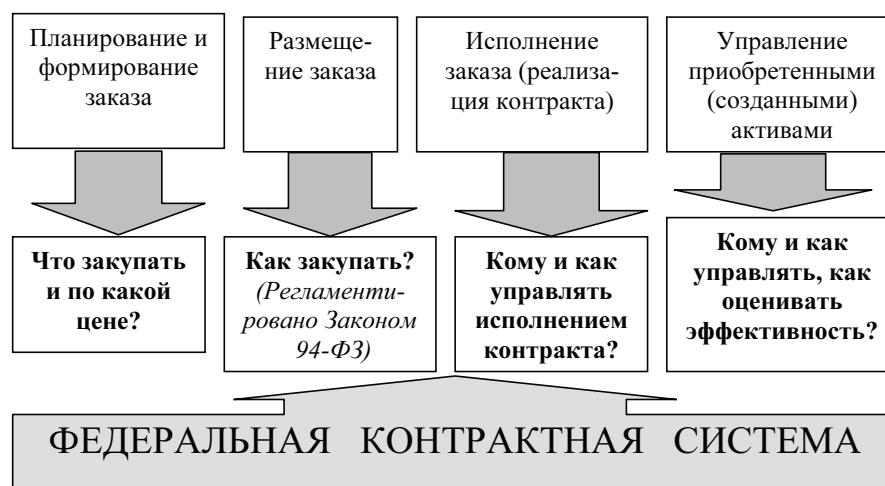 Планирование и
формирование
заказа
Размеще-
ние заказа
Исполнение
заказа (реализа-
ция контракта)
Управление
приобретенными
(созданными)
активами
Что закупать
и по какой
цене?
Как закупать?
(Регламенти-
ровано Законом
94-ФЗ)
Кому и как
управлять
исполнением
контракта?
Кому и как
управлять, как
оценивать
эффективность?
ФЕДЕРАЛЬНАЯ КОНТРАКТНАЯ СИСТЕМА